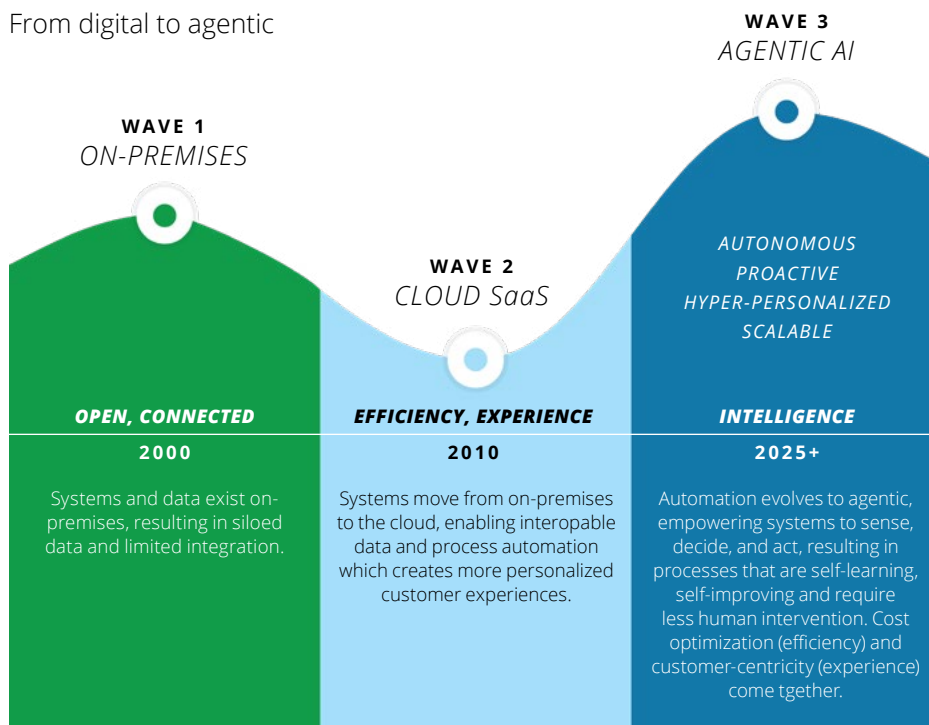 From digital to agentic
WAVE 1
ON-PREMISES
WAVE 2
CLOUD SaaS
WAVE 3
AGENTIC AI
AUTONOMOUS
PROACTIVE
HYPER-PERSONALIZED
SCALABLE
OPEN, CONNECTED
2000
Systems and data exist on-
premises, resulting in siloed
data and limited integration.
EFFICIENCY, EXPERIENCE
2010
Systems move from on-premises
to the cloud, enabling interopable
data and process automation
which creates more personalized
customer experiences.
INTELLIGENCE
2025+
Automation evolves to agentic,
empowering systems to sense,
decide, and act, resulting in
processes that are self-learning,
self-improving and require
less human intervention. Cost
optimization (efficiency) and
customer-centricity (experience)
come tgether.